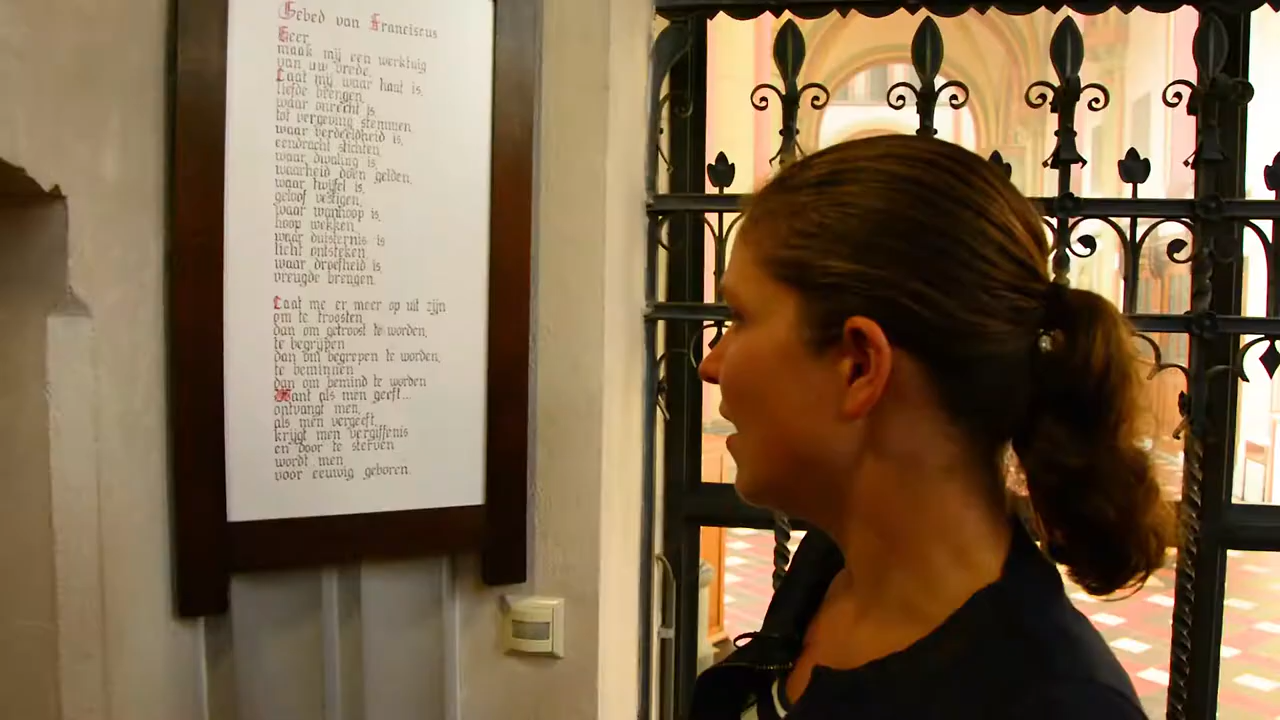 Gebed van Franciscus
Heer,
maak mij een werktuig
van uw vrede.
Laat mij waar haat is,
liefde brengen,
waar onrecht is,
tot vergeving stemmen,
waar verdeeldheid is,
eendracht stichten,
waar dwaling is,
waarheid doen gelden,
waar twijfel is,
geloof vestigen,
waar wanhoop is,
hoop wekken,
waar duisternis is
licht ontsteken,
waar droefheid is,
vreugde brengen.
Laat me er meer op uit zijn
om te troosten,
dan om getroost te worden,
te begrijpen
dan om begrepen te worden,
te beminnen
dan om bemind te worden
Want als men geeft...
ontvangt men,
als men vergeeft,
krijgt men vergiffenis
en door te sterven
wordt men
voor eeuwig geboren.